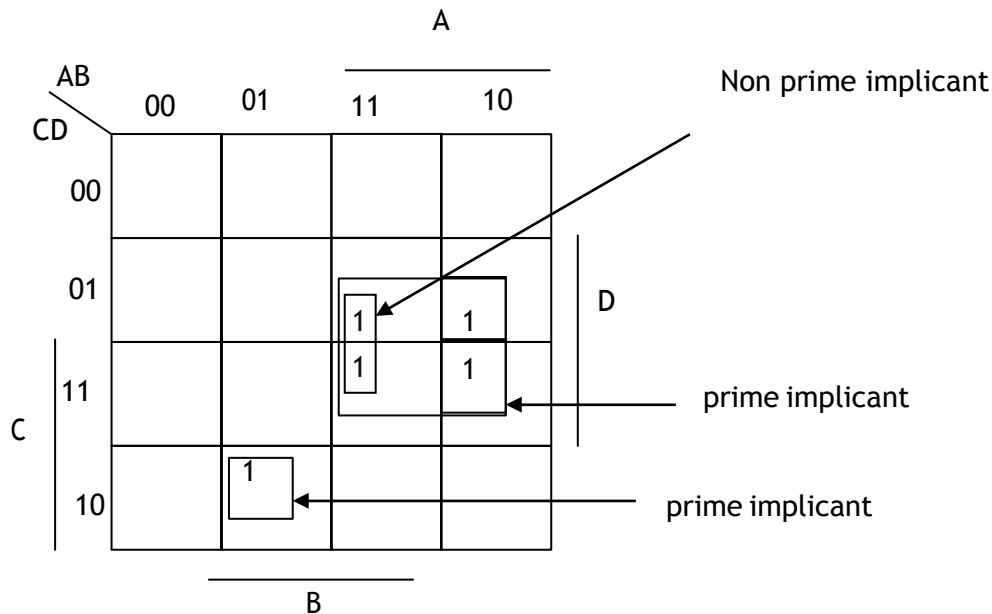 A
AB
Non prime implicant
00 01 11 10
CD
00
01
1 1
D
1 1
11
prime implicant
C
1
10
prime implicant
B